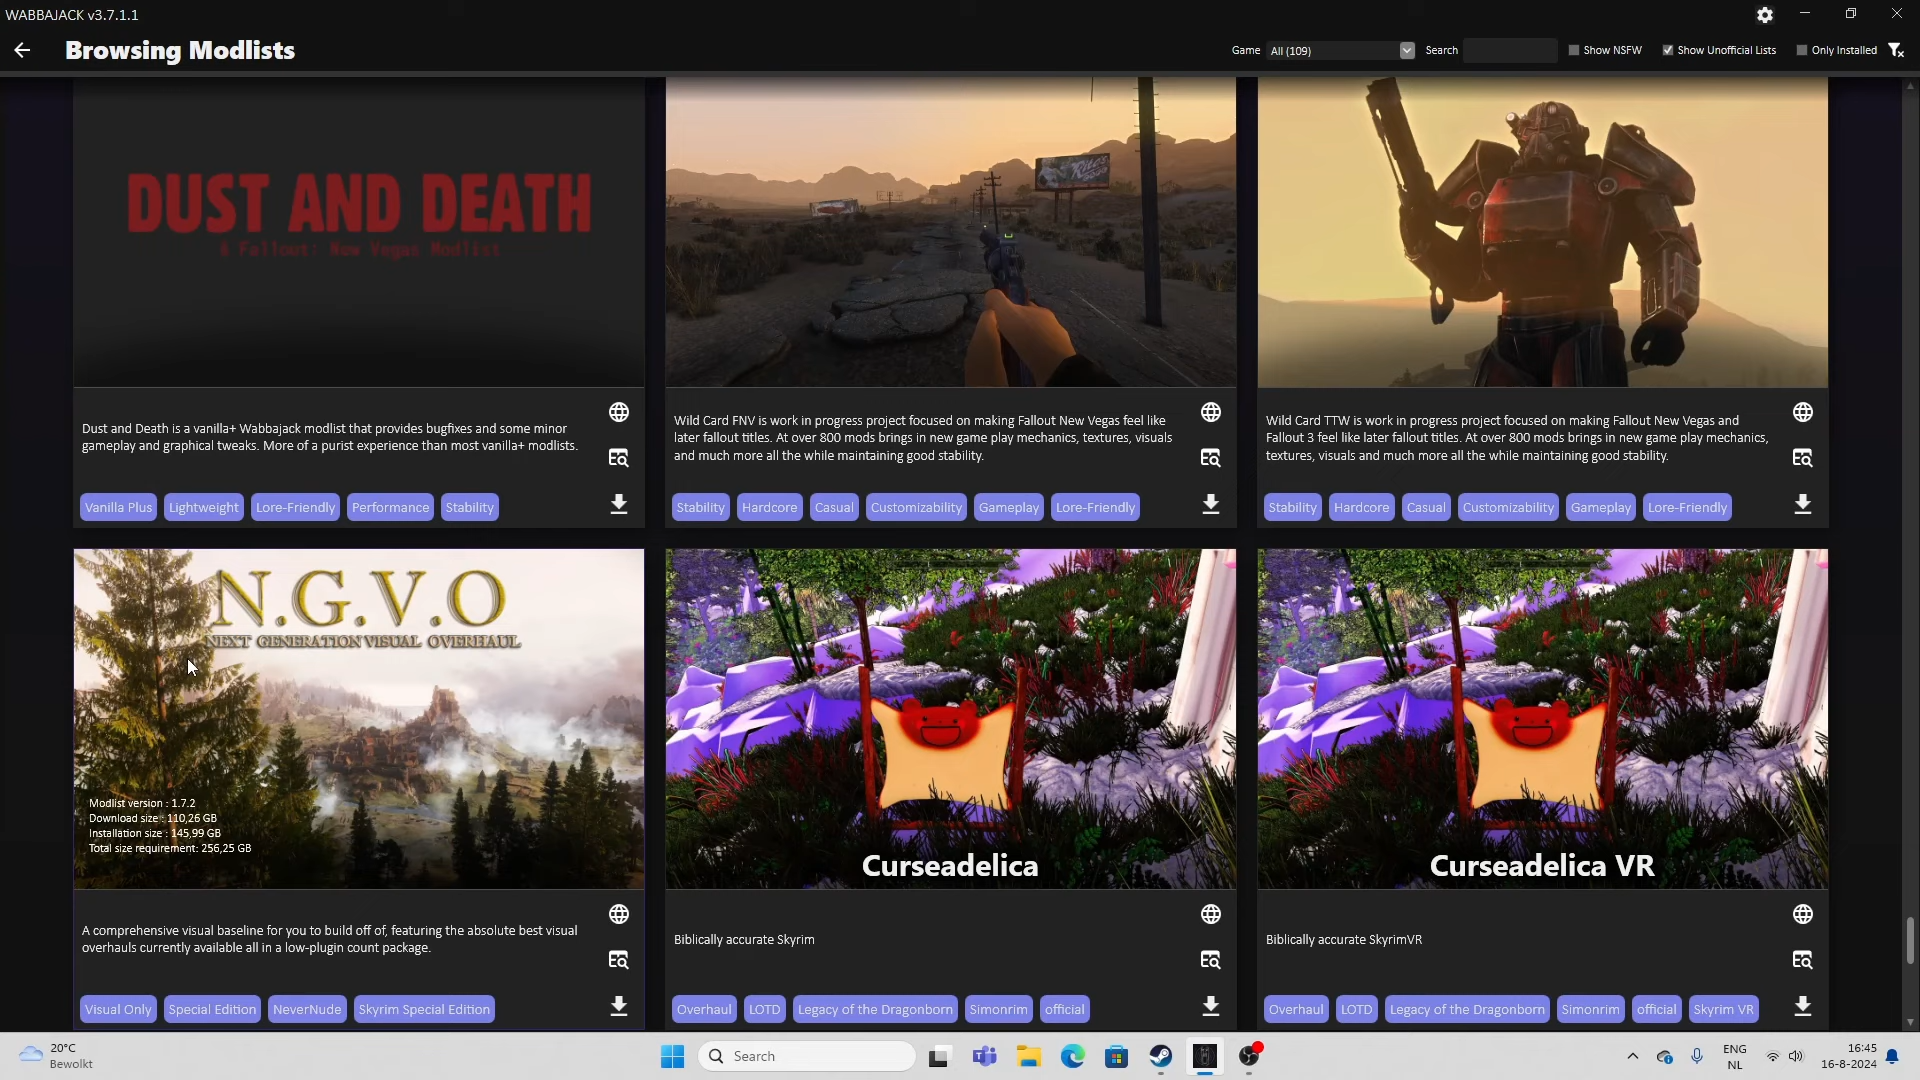 WABBAJACK v3.7.1.1
Browsing Modlists
Game All (109) Search Show NSFW Show Unofficial Lists Only Installed
DUST AND DEATH
A Fallout: New Vegas Modlist
Dust and Death is a vanilla+ Wabbajack modlist that provides bugfixes and some minor
gameplay and graphical tweaks. More of a purist experience than most vanilla+ modlists.
Vanilla Plus Lightweight Lore-Friendly Performance Stability
Wild Card FNV is work in progress project focused on making Fallout New Vegas feel like
later fallout titles. At over 800 mods brings in new game play mechanics, textures, visuals
and much more all the while maintaining good stability.
Stability Hardcore Casual Customizability Gameplay Lore-Friendly
Wild Card TTW is work in progress project focused on making Fallout New Vegas and
Fallout 3 feel like later fallout titles. At over 800 mods brings in new game play mechanics,
textures, visuals and much more all the while maintaining good stability.
Stability Hardcore Casual Customizability Gameplay Lore-Friendly
N.G.V.O
NEXT GENERATION VISUAL OVERHAUL
Modlist version : 1.7.2
Download size : 110,26 GB
Installation size : 145,99 GB
Total size requirement: 256,25 GB
A comprehensive visual baseline for you to build off of, featuring the absolute best visual
overhauls currently available all in a low-plugin count package.
Visual Only Special Edition NeverNude Skyrim Special Edition
Curseadelica
Biblically accurate Skyrim
Overhaul LOTD Legacy of the Dragonborn Simonrim official
Curseadelica VR
Biblically accurate SkyrimVR
Overhaul LOTD Legacy of the Dragonborn Simonrim official Skyrim VR
20°C
Bewolkt
Search
ENG
NL
16:45
16-8-2024